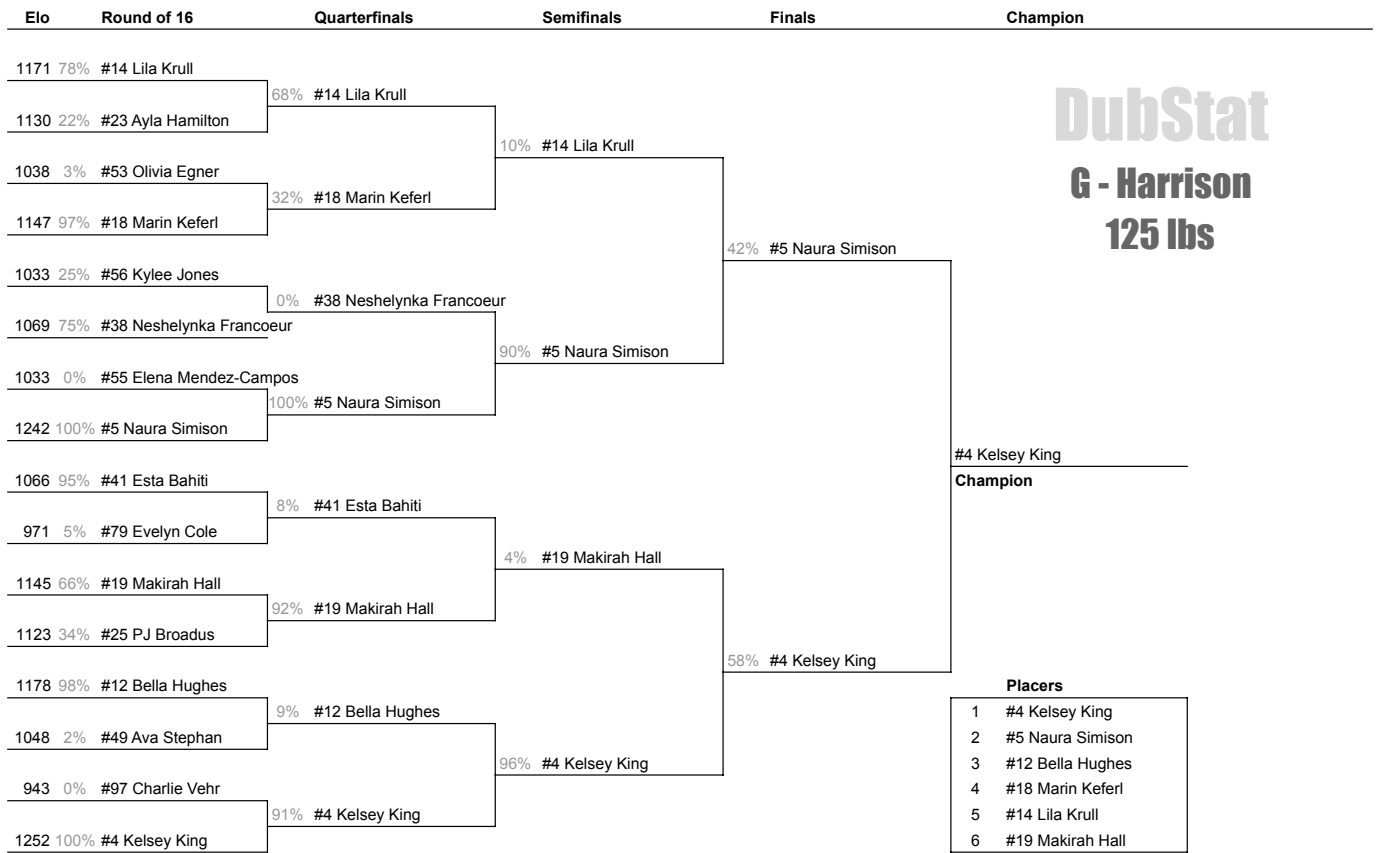 Elo Round of 16 Quarterfinals Semifinals Finals Champion
1171 78% #14 Lila Krull
68% #14 Lila Krull
DubStat
1130 22% #23 Ayla Hamilton
10% #14 Lila Krull
1038 3% #53 Olivia Egner
G - Harrison
32% #18 Marin Keferl
1147 97% #18 Marin Keferl
125 lbs
42% #5 Naura Simison
1033 25% #56 Kylee Jones
0% #38 Neshelynka Francoeur
1069 75% #38 Neshelynka Francoeur
90% #5 Naura Simison
1033 0% #55 Elena Mendez-Campos
100% #5 Naura Simison
1242 100% #5 Naura Simison
#4 Kelsey King
1066 95% #41 Esta Bahiti
Champion
8% #41 Esta Bahiti
971 5% #79 Evelyn Cole
4% #19 Makirah Hall
1145 66% #19 Makirah Hall
92% #19 Makirah Hall
1123 34% #25 PJ Broadus
58% #4 Kelsey King
1178 98% #12 Bella Hughes
Placers
9% #12 Bella Hughes
1 #4 Kelsey King
1048 2% #49 Ava Stephan
2 #5 Naura Simison
96% #4 Kelsey King
3 #12 Bella Hughes
943 0% #97 Charlie Vehr
4 #18 Marin Keferl
91% #4 Kelsey King
5 #14 Lila Krull
1252 100% #4 Kelsey King
6 #19 Makirah Hall